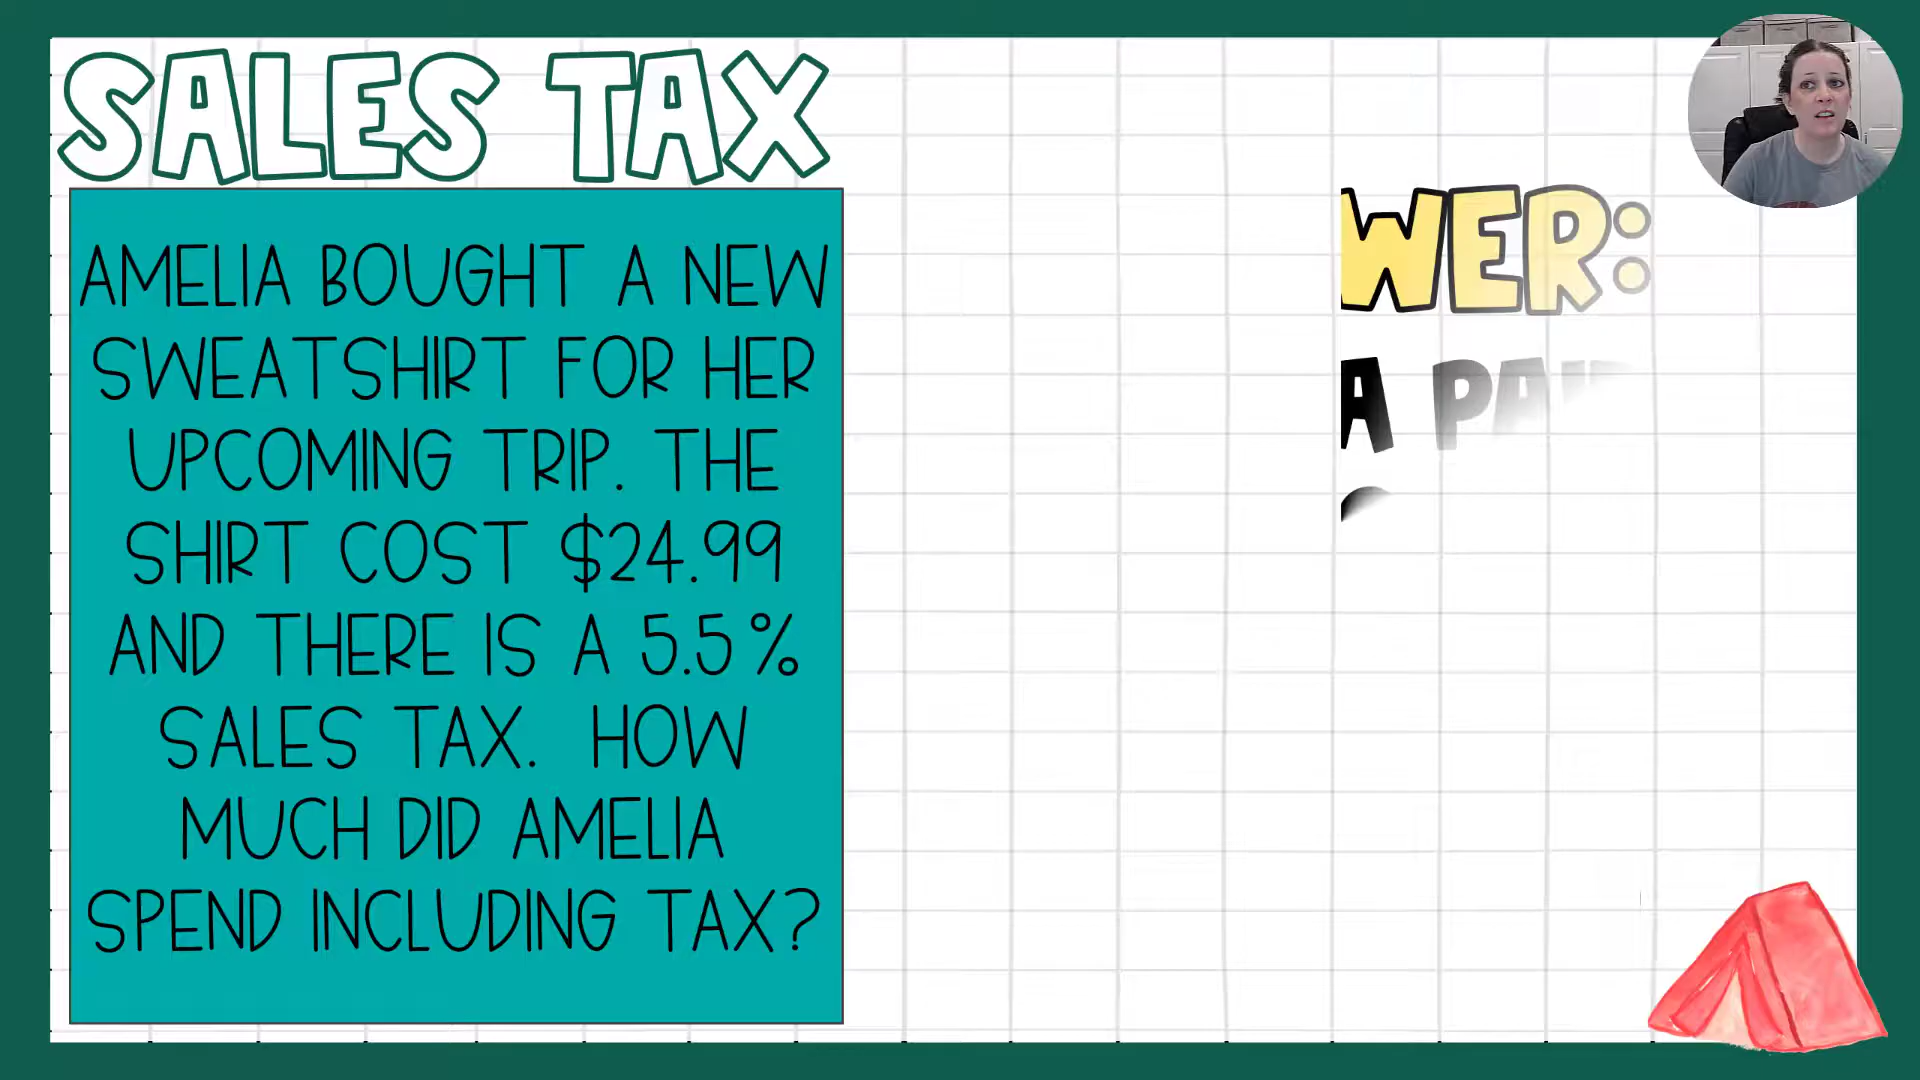 SALES TAX
AMELIA BOUGHT A NEW
SWEATSHIRT FOR HER
UPCOMING TRIP. THE
SHIRT COST $24.99
AND THERE IS A 5.5%
SALES TAX. HOW
MUCH DID AMELIA
SPEND INCLUDING TAX?
WER:
A